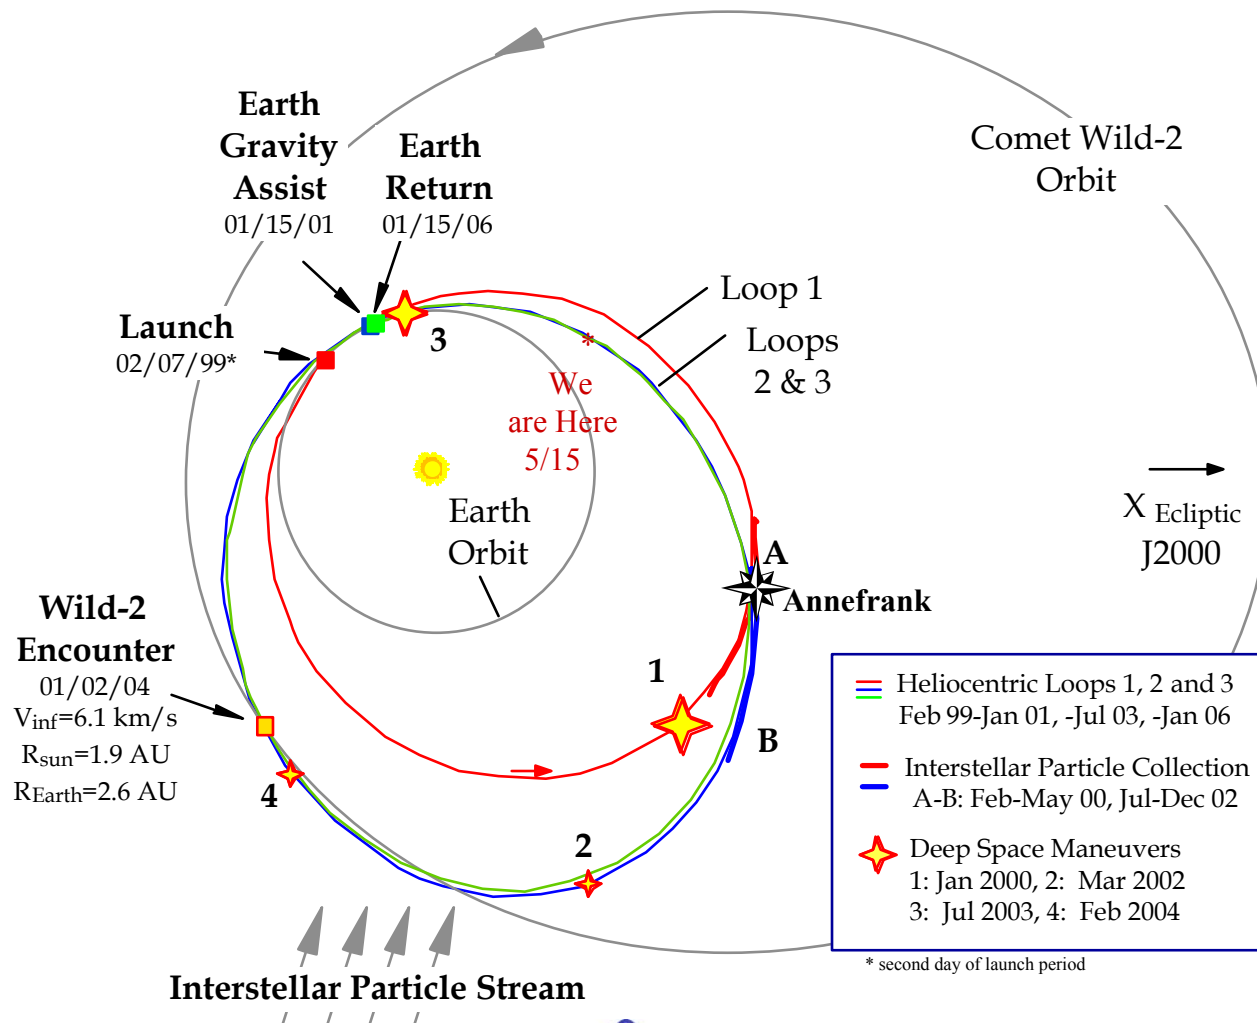 Earth
Gravity
Assist
01/15/01
Earth
Return
01/15/06
Comet Wild-2
Orbit
Launch
02/07/99*
3
Loop 1
Loops
2 & 3
*
We
are Here
5/15
Earth
Orbit
X Ecliptic
J2000
A
Annefrank
Wild-2
Encounter
01/02/04
Vinf=6.1 km/s
Rsun=1.9 AU
REarth=2.6 AU
1
B
4
2
Heliocentric Loops 1, 2 and 3
Feb 99-Jan 01, -Jul 03, -Jan 06
Interstellar Particle Collection
A-B: Feb-May 00, Jul-Dec 02
Deep Space Maneuvers
1: Jan 2000, 2: Mar 2002
3: Jul 2003, 4: Feb 2004
* second day of launch period
Interstellar Particle Stream